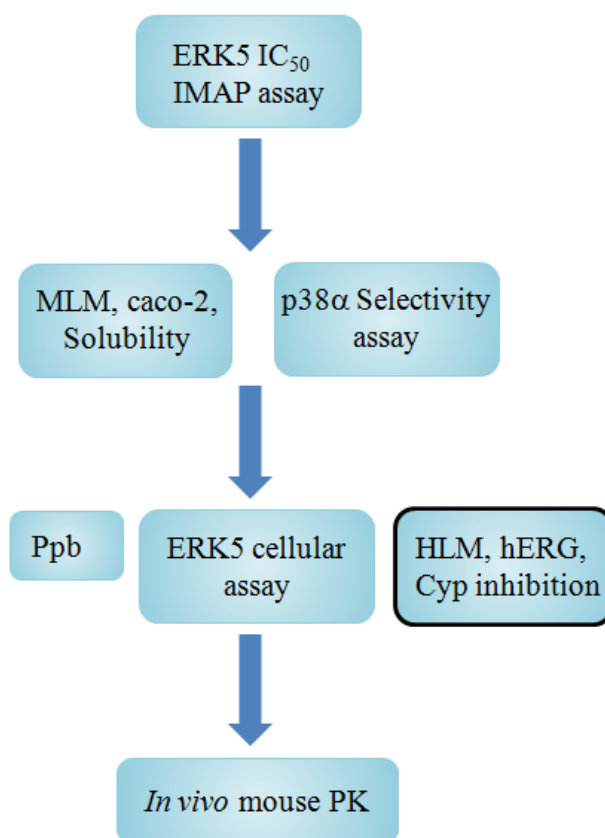 ERK5 IC₅₀
IMAP assay
MLM, caco-2,
Solubility
p38α Selectivity
assay
Ppb
ERK5 cellular
assay
HLM, hERG,
Cyp inhibition
In vivo mouse PK